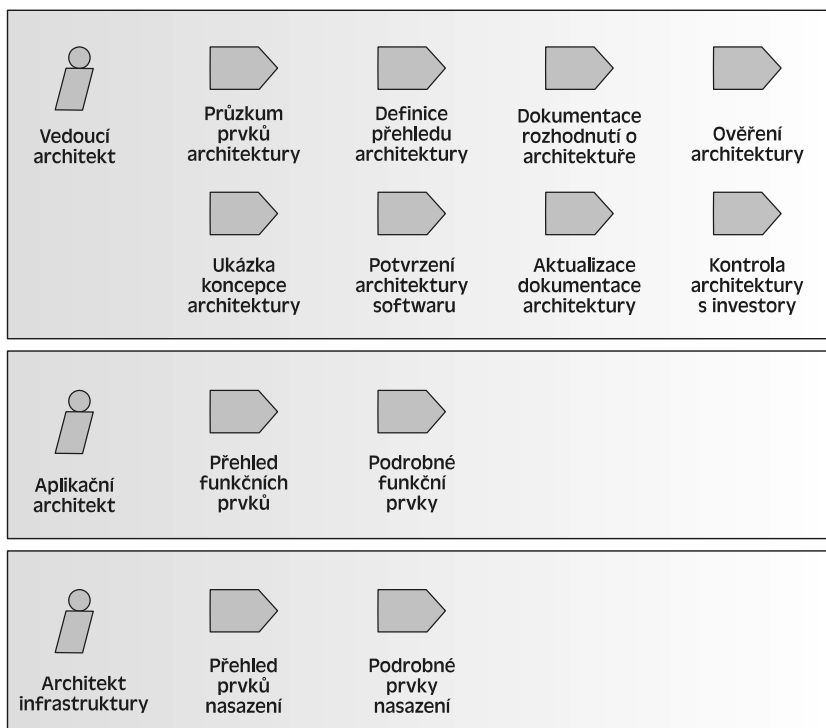 Vedoucí
architekt
Průzkum
prvků
architektury
Definice
přehledu
architektury
Dokumentace
rozhodnutí o
architektuře
Ověření
architektury
Ukázka
koncepce
architektury
Potvrzení
architektury
softwaru
Aktualizace
dokumentace
architektury
Kontrola
architektury
s investory
Aplikační
architekt
Přehled
funkčních
prvků
Podrobné
funkční
prvky
Architekt
infrastruktury
Přehled
prvků
nasazení
Podrobné
prvky
nasazení